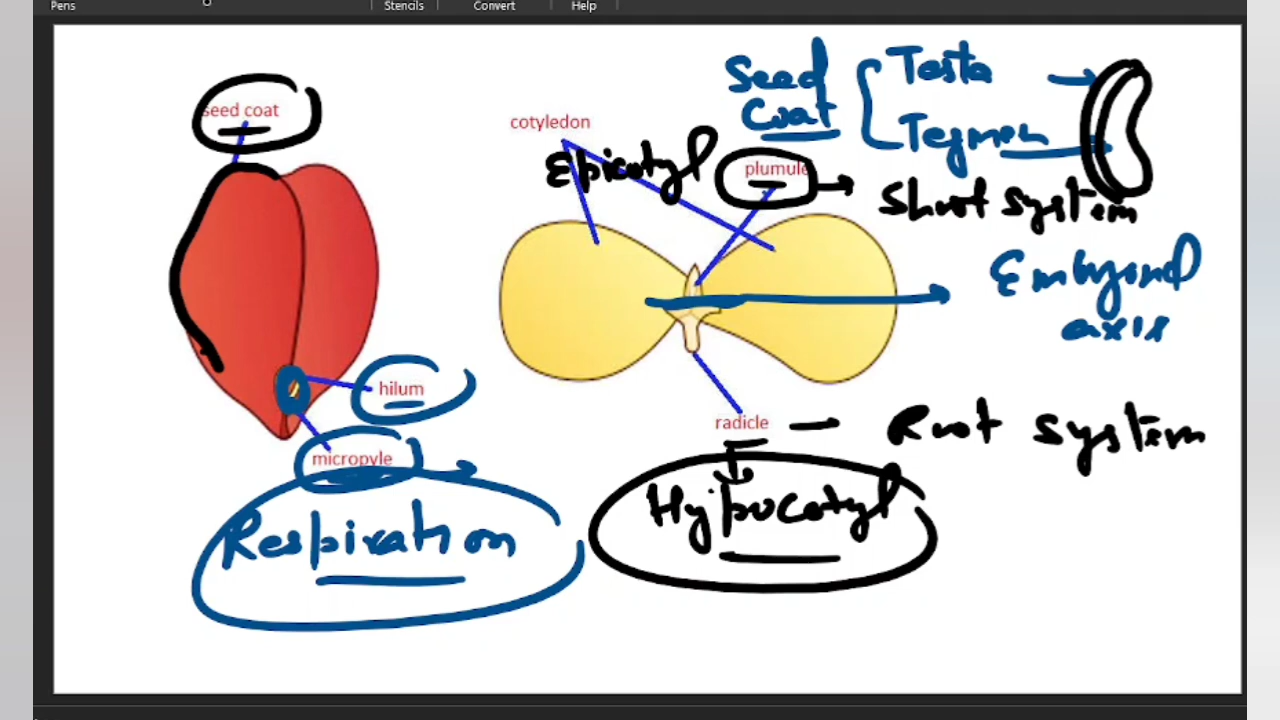 Pens Stencils Convert Help
seed coat
cotyledon
Seed
Coat
Testa
Tegmen
Epicotyl
plumule
Shoot system
Embyonal
axis
hilum
micropyle
Respiration
radicle
Root system
Hypocotyl